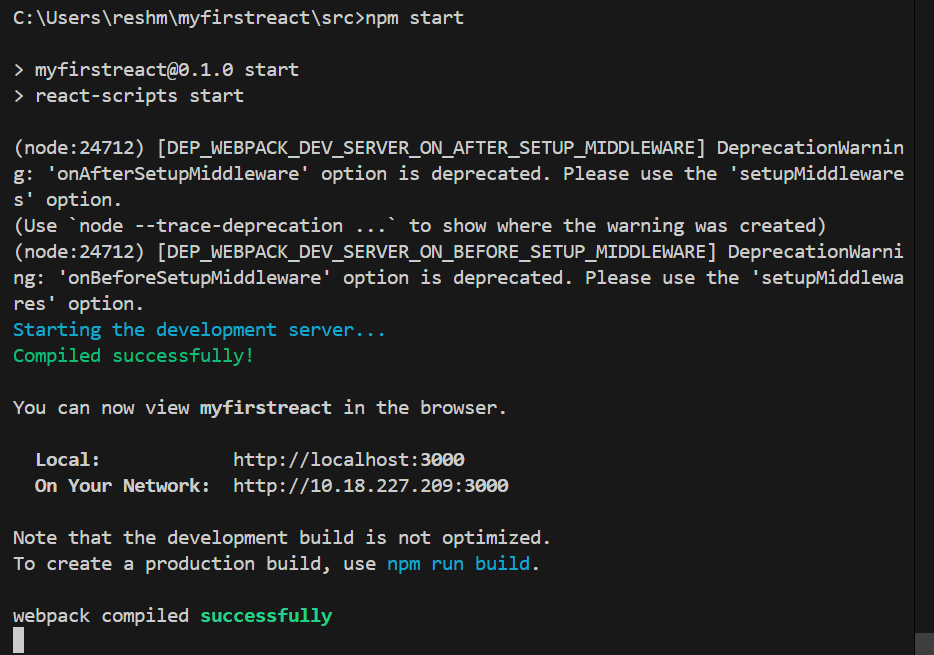 C:\Users\reshm\myfirstreact\src>npm start
> myfirstreact@0.1.0 start
> react-scripts start
(node:24712) [DEP_WEBPACK_DEV_SERVER_ON_AFTER_SETUP_MIDDLEWARE] DeprecationWarnin
g: 'onAfterSetupMiddleware' option is deprecated. Please use the 'setupMiddleware
s' option.
(Use `node --trace-deprecation ...` to show where the warning was created)
(node:24712) [DEP_WEBPACK_DEV_SERVER_ON_BEFORE_SETUP_MIDDLEWARE] DeprecationWarni
ng: 'onBeforeSetupMiddleware' option is deprecated. Please use the 'setupMiddlewa
res' option.
Starting the development server...
Compiled successfully!
You can now view myfirstreact in the browser.
Local: http://localhost:3000
On Your Network: http://10.18.227.209:3000
Note that the development build is not optimized.
To create a production build, use npm run build.
webpack compiled successfully